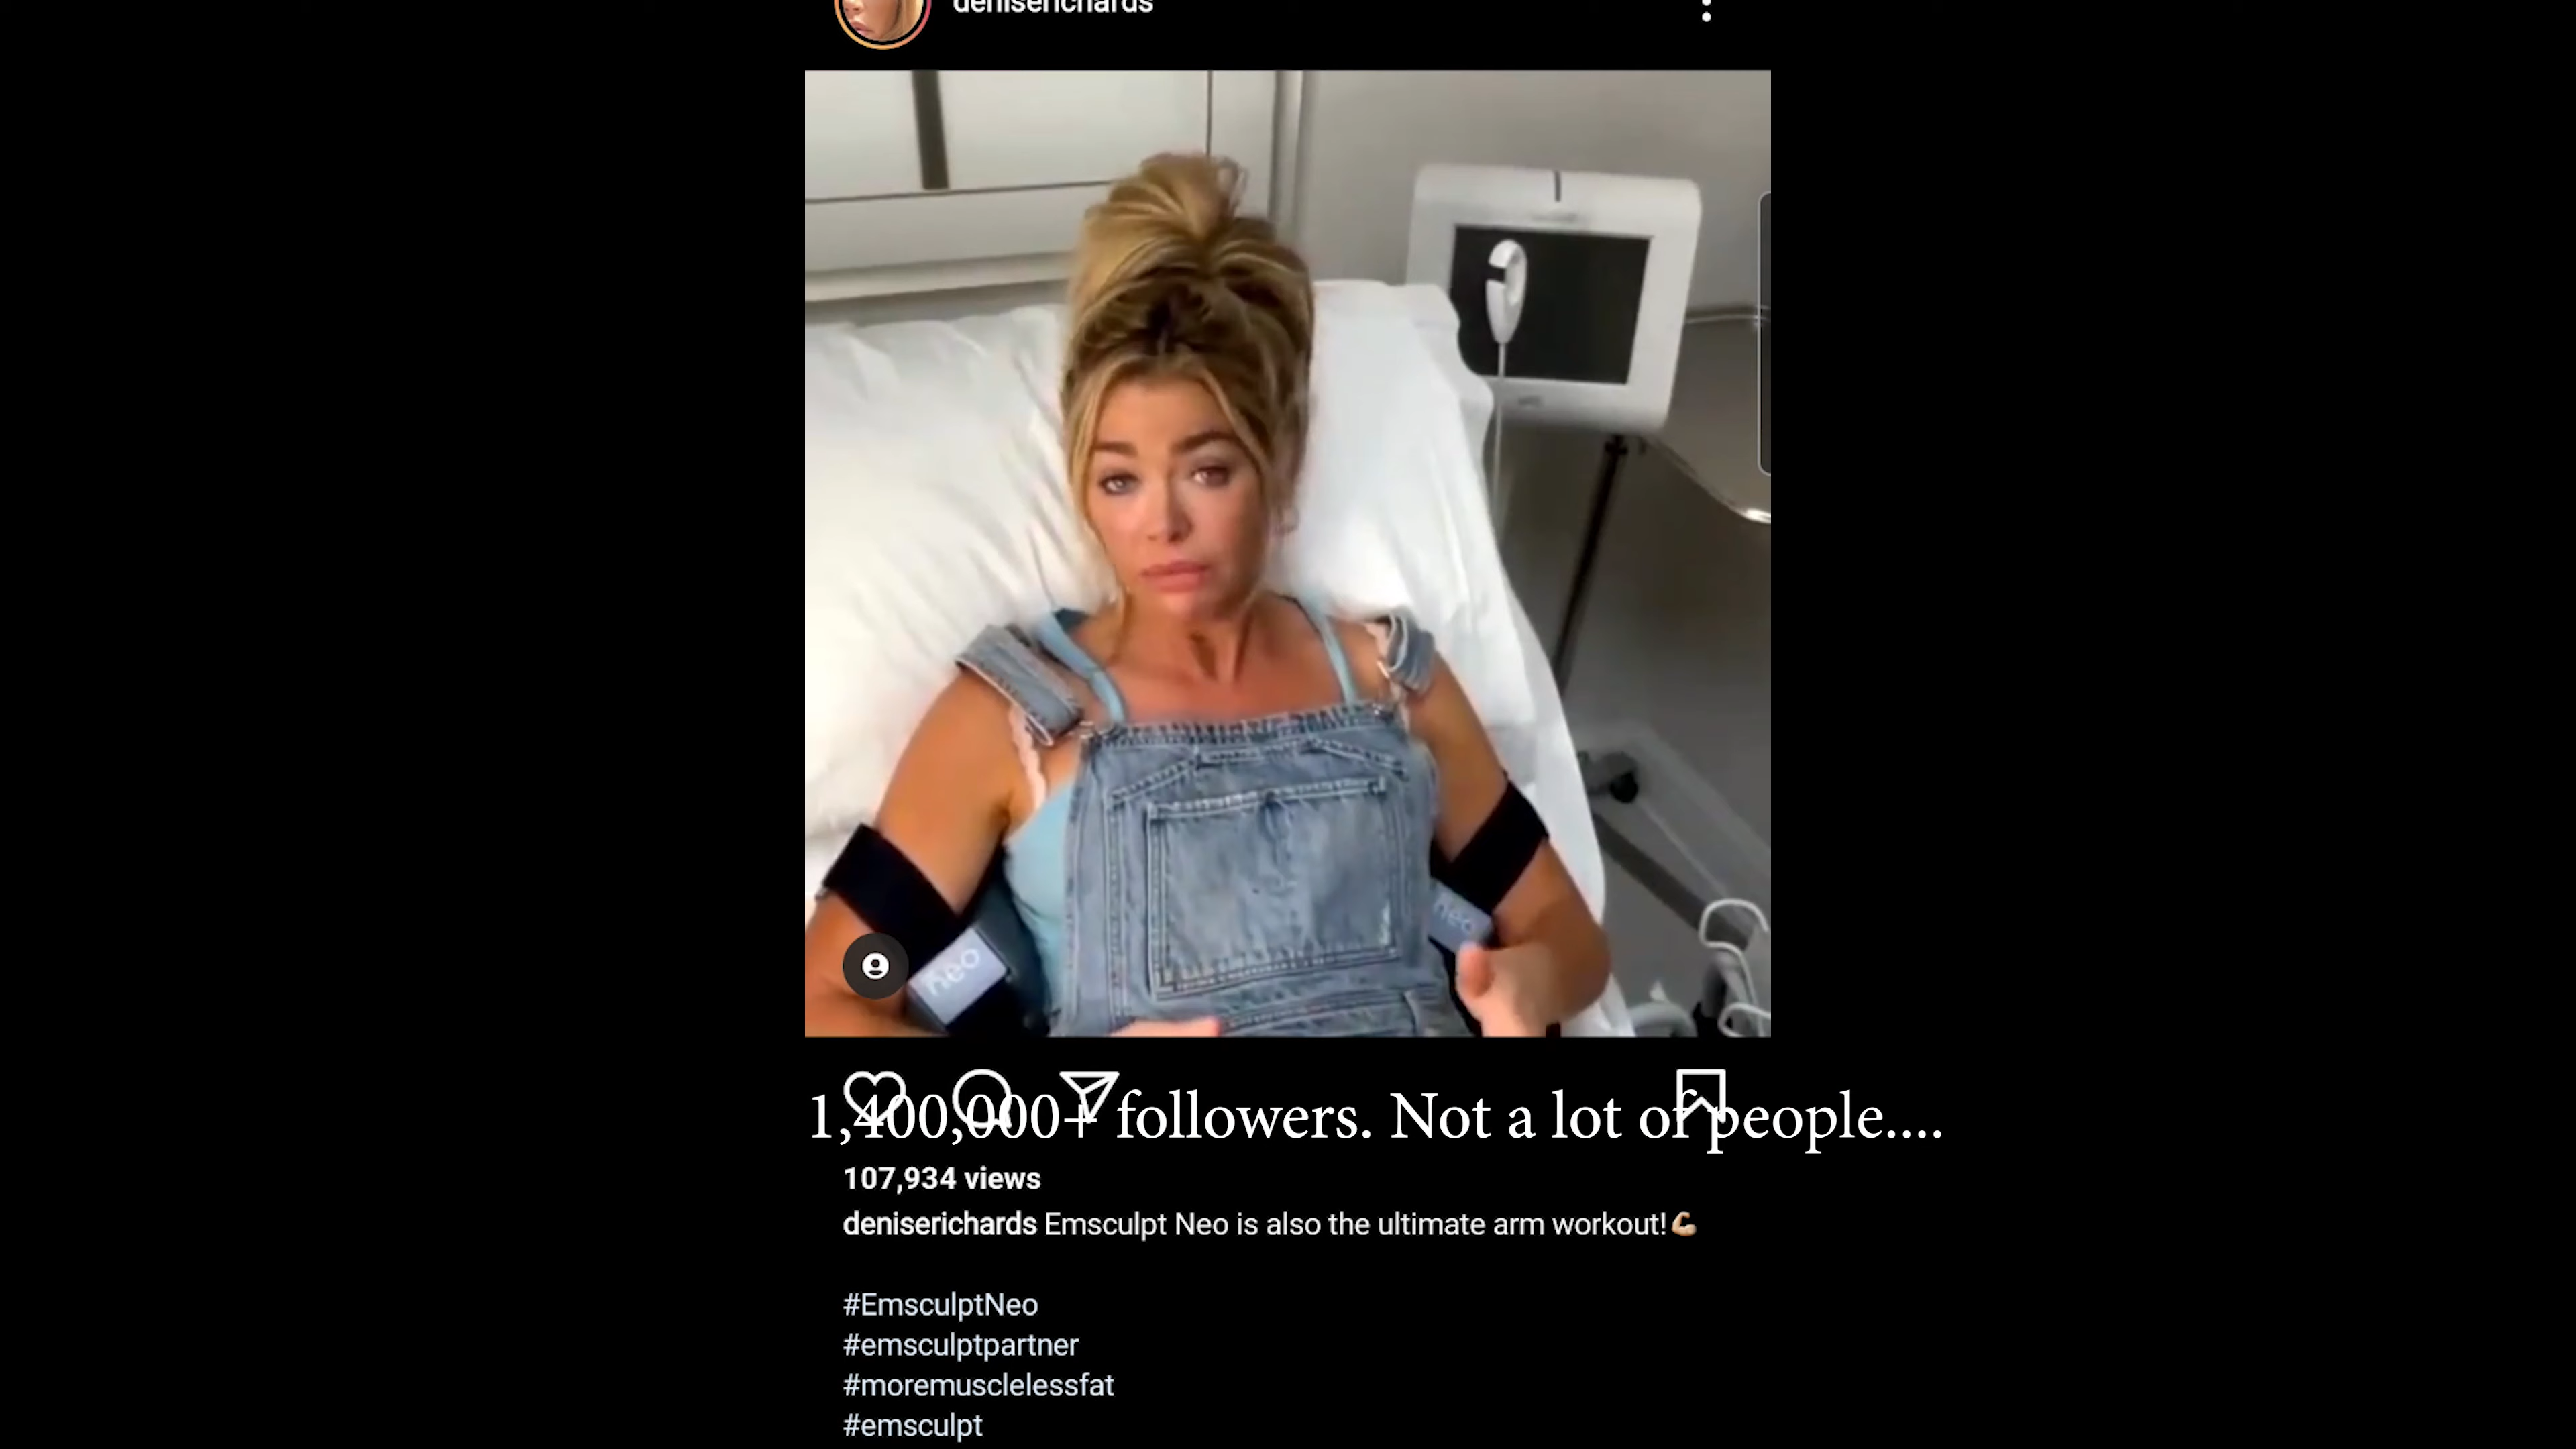 deniserichards
neo
neo
1,400,000+ followers. Not a lot of people....
107,934 views
deniserichards Emsculpt Neo is also the ultimate arm workout!💪🏼
#EmsculptNeo
#emsculptpartner
#moremusclelessfat
#emsculpt